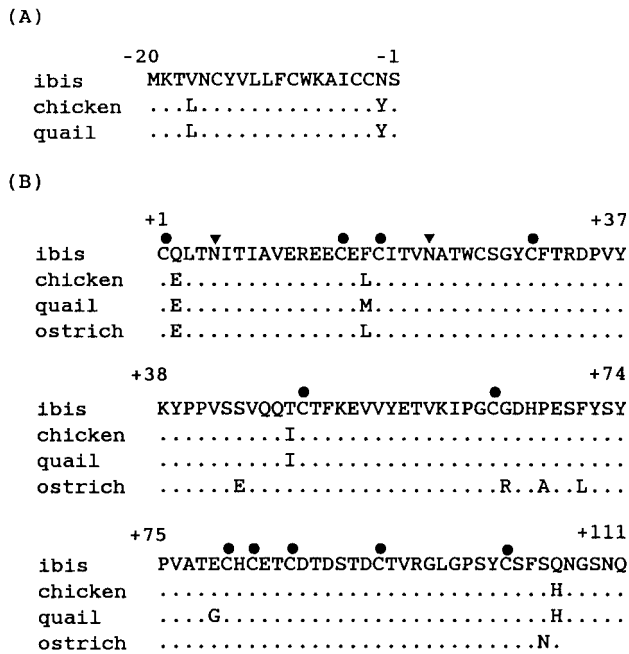 (A)
-20 -1
ibis MKTVNCYVLLFCWKAICCNS
chicken ...L..............Y.
quail ...L..............Y.
(B)
+1 +37
● ▼ ● ● ▼ ●
ibis CQLTNITIAVEREECEFCITVNATWCSGYCFTRDPVY
chicken .E..............L....................
quail .E..............M....................
ostrich .E..............L....................
+38 +74
● ●
ibis KYPPVSSVQQTCTFKEVVYETVKIPGCGDHPESFYSY
chicken ..........I..........................
quail ..........I..........................
ostrich ......E....................R..A..L...
+75 +111
● ● ● ● ●
ibis PVATECHCETCDTDSTDCTVRGLGPSYCSFSQNGSNQ
chicken ...............................H.....
quail ....G..........................H.....
ostrich ..............................N.